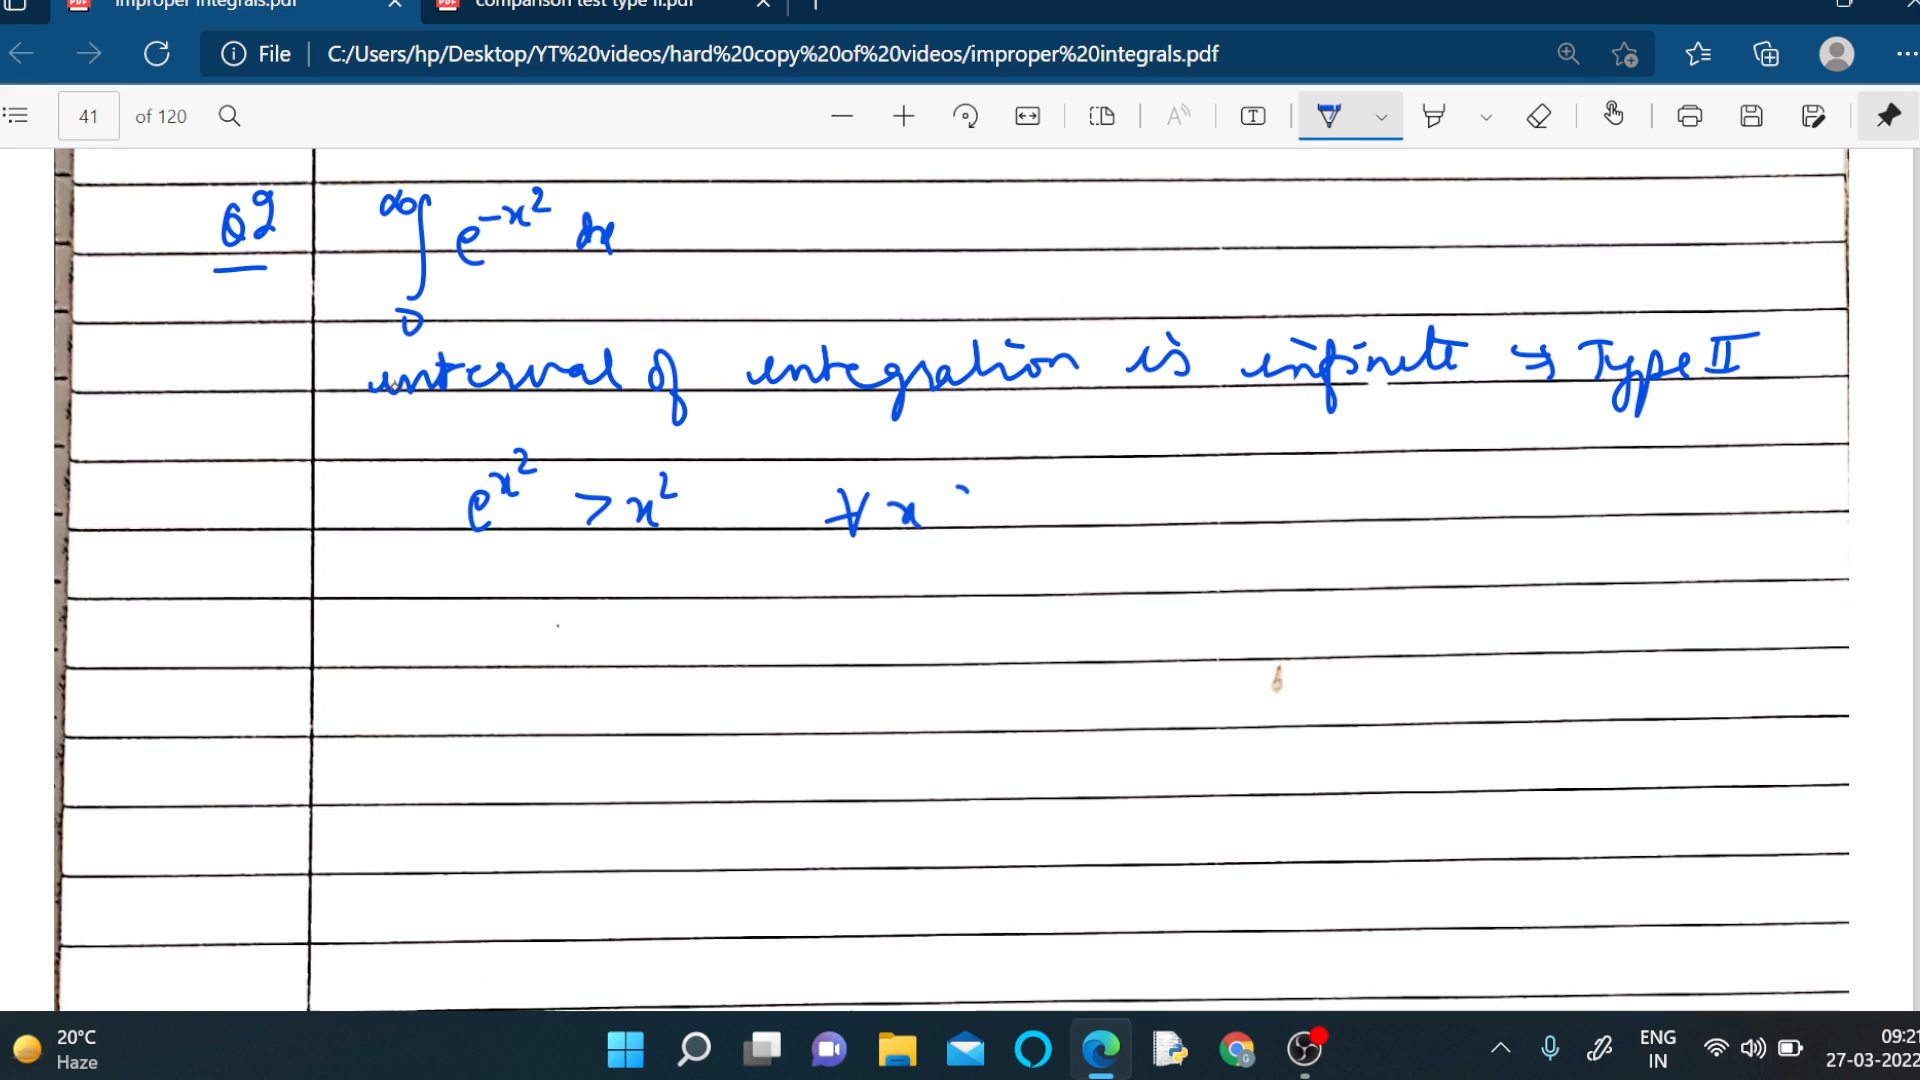 improper integrals.pdf
comparison test type II.pdf
File
C:/Users/hp/Desktop/YT%20videos/hard%20copy%20of%20videos/improper%20integrals.pdf
41 of 120
Q2 ∫₀^∞ e^{-x²} dx
interval of integration is infinite → Type II
e^{x²} > x² ∀ x
20°C
Haze
ENG
IN
09:21
27-03-2022